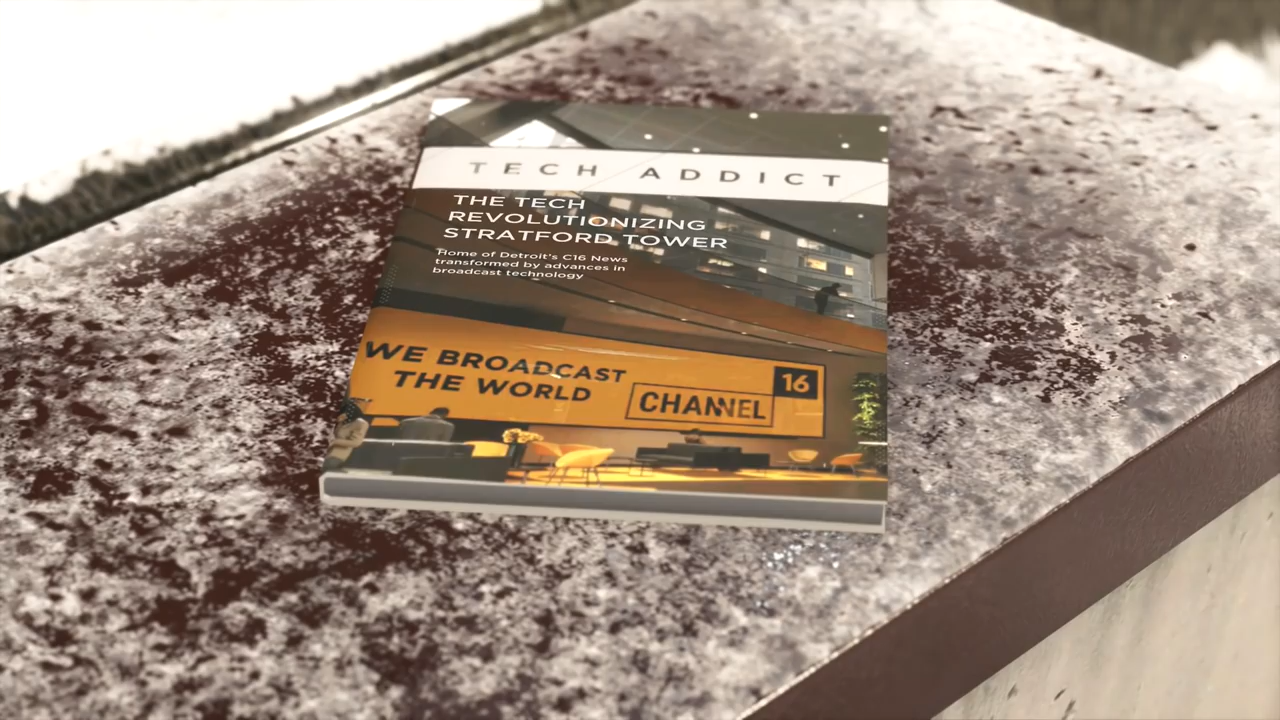 TECH ADDICT
THE TECH
REVOLUTIONIZING
STRATFORD TOWER
Home of Detroit's C16 News
transformed by advances in
broadcast technology
WE BROADCAST
THE WORLD
16
CHANNEL